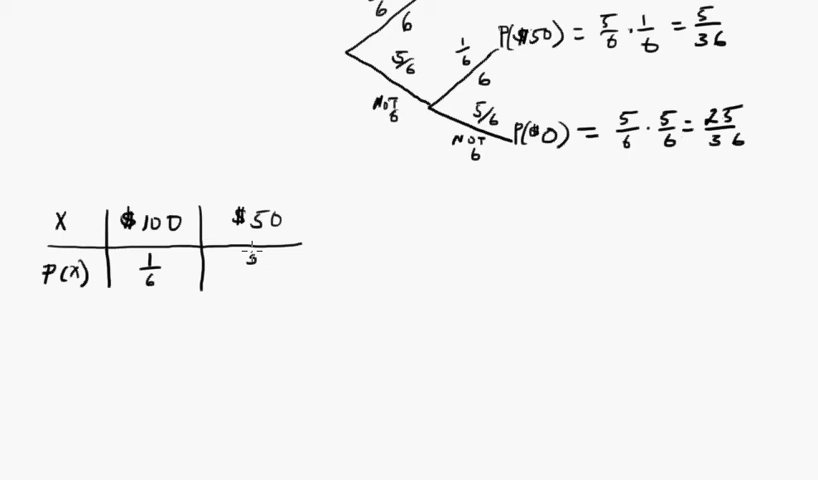 6 6
1/6 P($50) = 5/6 · 1/6 = 5/36
5/6
6
NOT 6
5/6
NOT 6 P($0) = 5/6 · 5/6 = 25/36
X $100 $50
P(X) 1/6 5